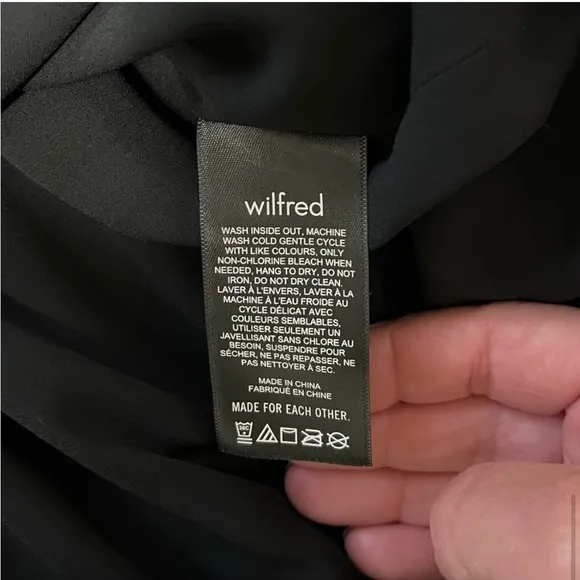 wilfred
WASH INSIDE OUT, MACHINE
WASH COLD GENTLE CYCLE
WITH LIKE COLOURS, ONLY
NON-CHLORINE BLEACH WHEN
NEEDED, HANG TO DRY, DO NOT
IRON, DO NOT DRY CLEAN.
LAVER À L'ENVERS, LAVER À LA
MACHINE À L'EAU FROIDE AU
CYCLE DÉLICAT AVEC
COULEURS SEMBLABLES,
UTILISER SEULEMENT UN
JAVELLISANT SANS CHLORE AU
BESOIN, SUSPENDRE POUR
SÉCHER, NE PAS REPASSER, NE
PAS NETTOYER À SEC.
MADE IN CHINA
FABRIQUÉ EN CHINE
MADE FOR EACH OTHER.
30C